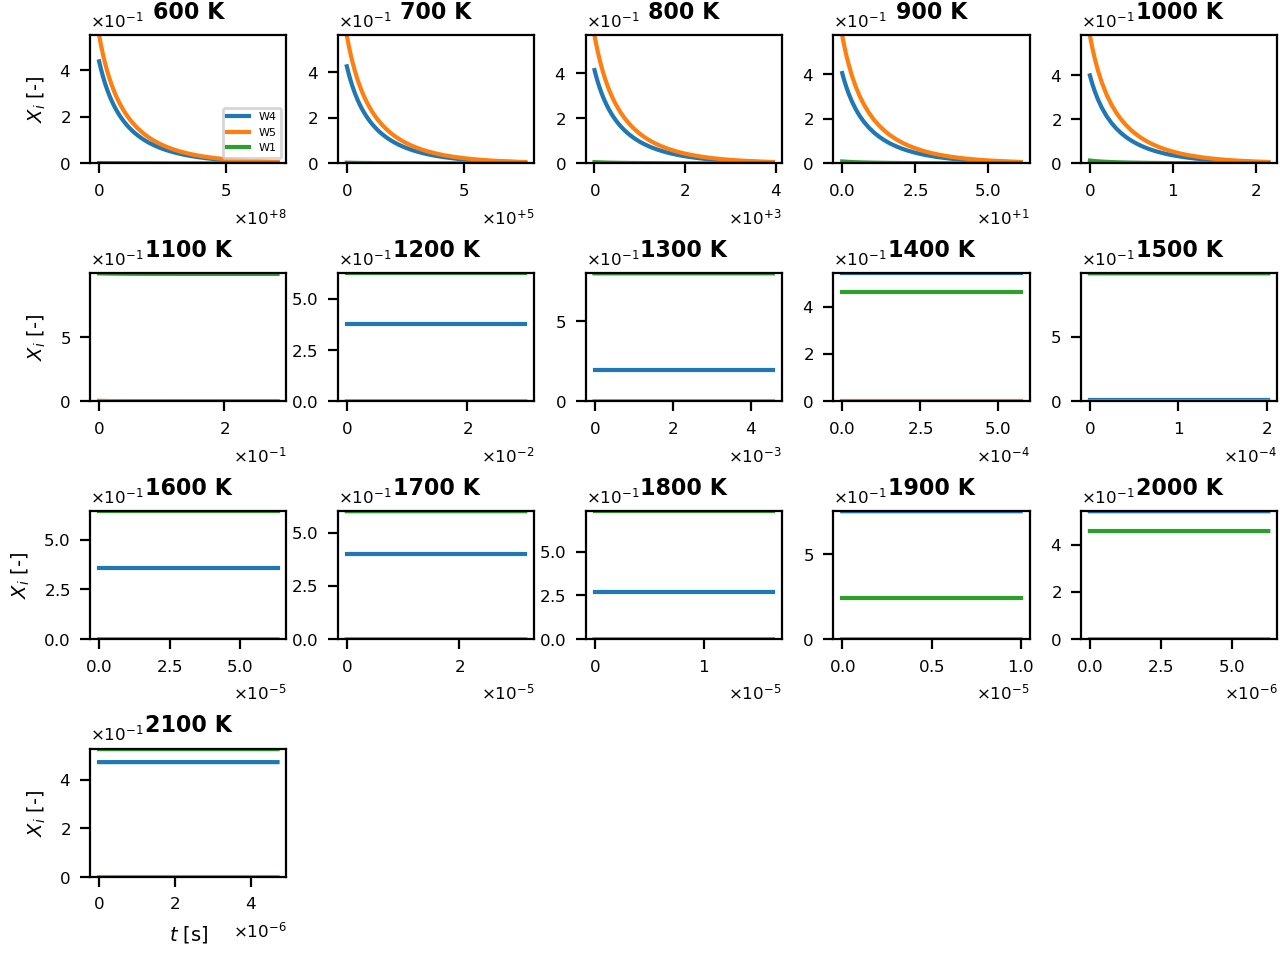 ×10⁻¹ 600 K
×10⁻¹ 700 K
×10⁻¹ 800 K
×10⁻¹ 900 K
×10⁻¹ 1000 K
Xᵢ [-]
4
2
0
W4
W5
W1
0 5
×10⁺⁸
4
2
0
0 5
×10⁺⁵
4
2
0
0 2 4
×10⁺³
4
2
0
0.0 2.5 5.0
×10⁺¹
4
2
0
0 1 2
×10⁻¹ 1100 K
×10⁻¹ 1200 K
×10⁻¹ 1300 K
×10⁻¹ 1400 K
×10⁻¹ 1500 K
Xᵢ [-]
5
0
0 2
×10⁻¹
5.0
2.5
0.0
0 2
×10⁻²
5
0
0 2 4
×10⁻³
4
2
0
0.0 2.5 5.0
×10⁻⁴
5
0
0 1 2
×10⁻⁴
×10⁻¹ 1600 K
×10⁻¹ 1700 K
×10⁻¹ 1800 K
×10⁻¹ 1900 K
×10⁻¹ 2000 K
Xᵢ [-]
5.0
2.5
0.0
0.0 2.5 5.0
×10⁻⁵
5.0
2.5
0.0
0 2
×10⁻⁵
5.0
2.5
0.0
0 1
×10⁻⁵
5
0
0.0 0.5 1.0
×10⁻⁵
4
2
0
0.0 2.5 5.0
×10⁻⁶
×10⁻¹ 2100 K
Xᵢ [-]
4
2
0
0 2 4
t [s] ×10⁻⁶